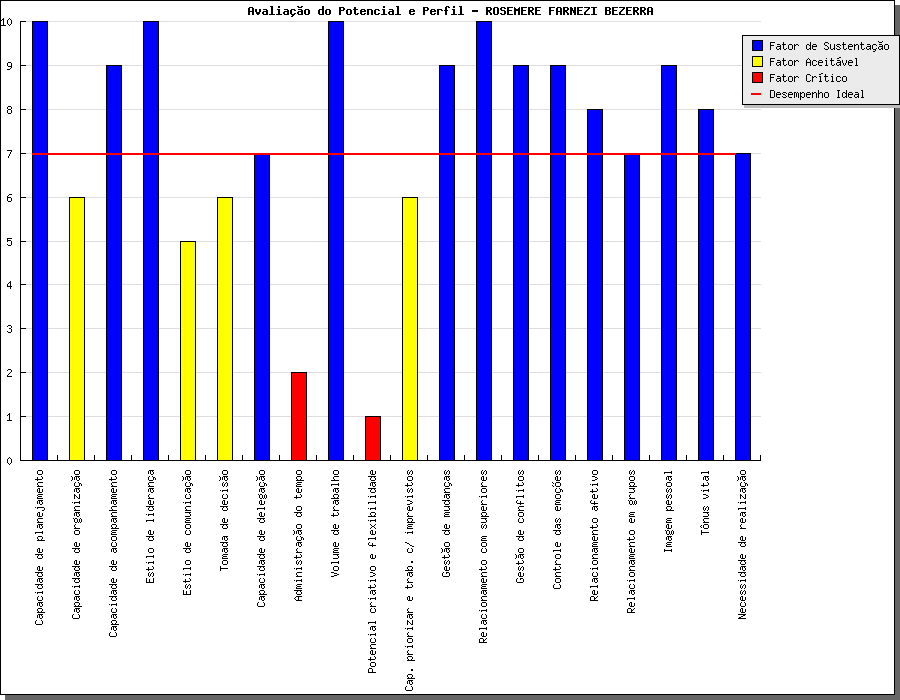 Avaliação do Potencial e Perfil - ROSEMERE FARNEZI BEZERRA
Fator de Sustentação
Fator Aceitável
Fator Crítico
Desempenho Ideal
10
9
8
7
6
5
4
3
2
1
0
Capacidade de planejamento
Capacidade de organização
Capacidade de acompanhamento
Estilo de liderança
Estilo de comunicação
Tomada de decisão
Capacidade de delegação
Administração do tempo
Volume de trabalho
Potencial criativo e flexibilidade
Cap. priorizar e trab. c/ imprevistos
Gestão de mudanças
Relacionamento com superiores
Gestão de conflitos
Controle das emoções
Relacionamento afetivo
Relacionamento em grupos
Imagem pessoal
Tônus vital
Necessidade de realização